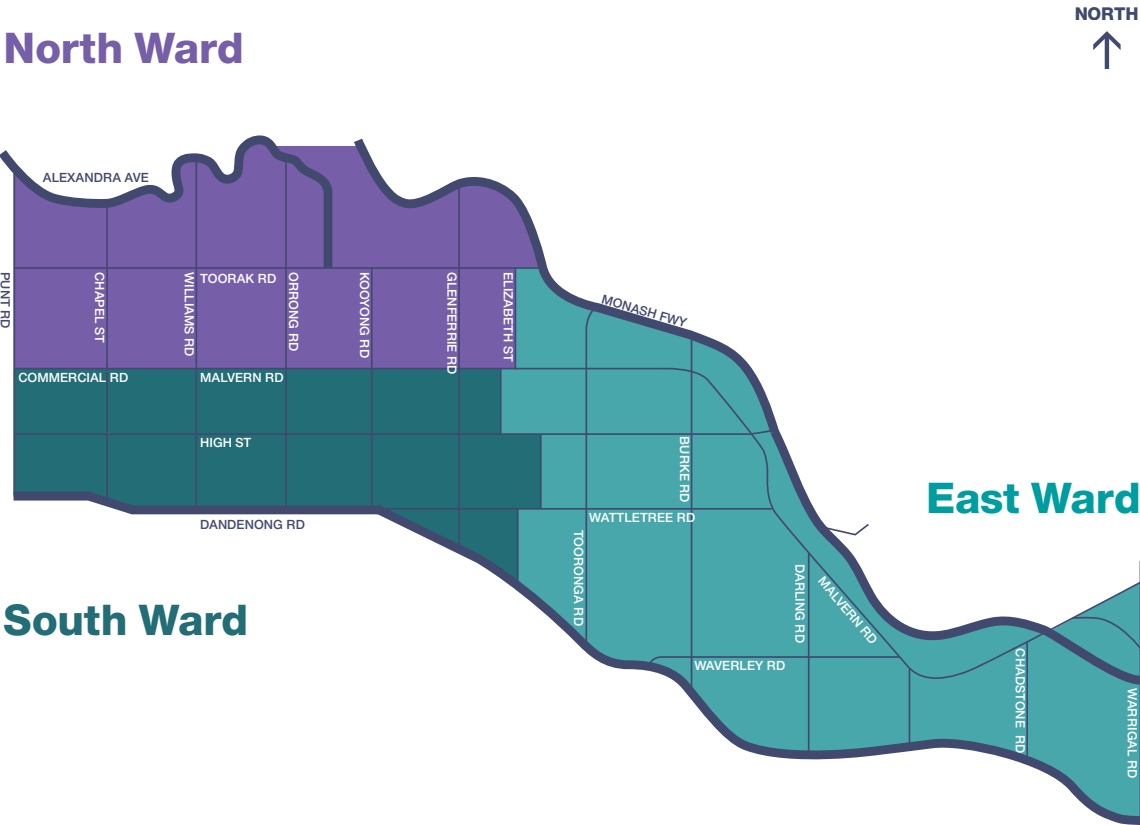 NORTH
North Ward
ALEXANDRA AVE
PUNT RD
CHAPEL ST
WILLIAMS RD
TOORAK RD
ORRONG RD
KOOYONG RD
GLENFERRIE RD
ELIZABETH ST
MONASH FWY
COMMERCIAL RD
MALVERN RD
HIGH ST
BURKE RD
East Ward
DANDENONG RD
WATTLETREE RD
TOORONGA RD
DARLING RD
MALVERN RD
South Ward
WAVERLEY RD
CHADSTONE RD
WARRIGAL RD